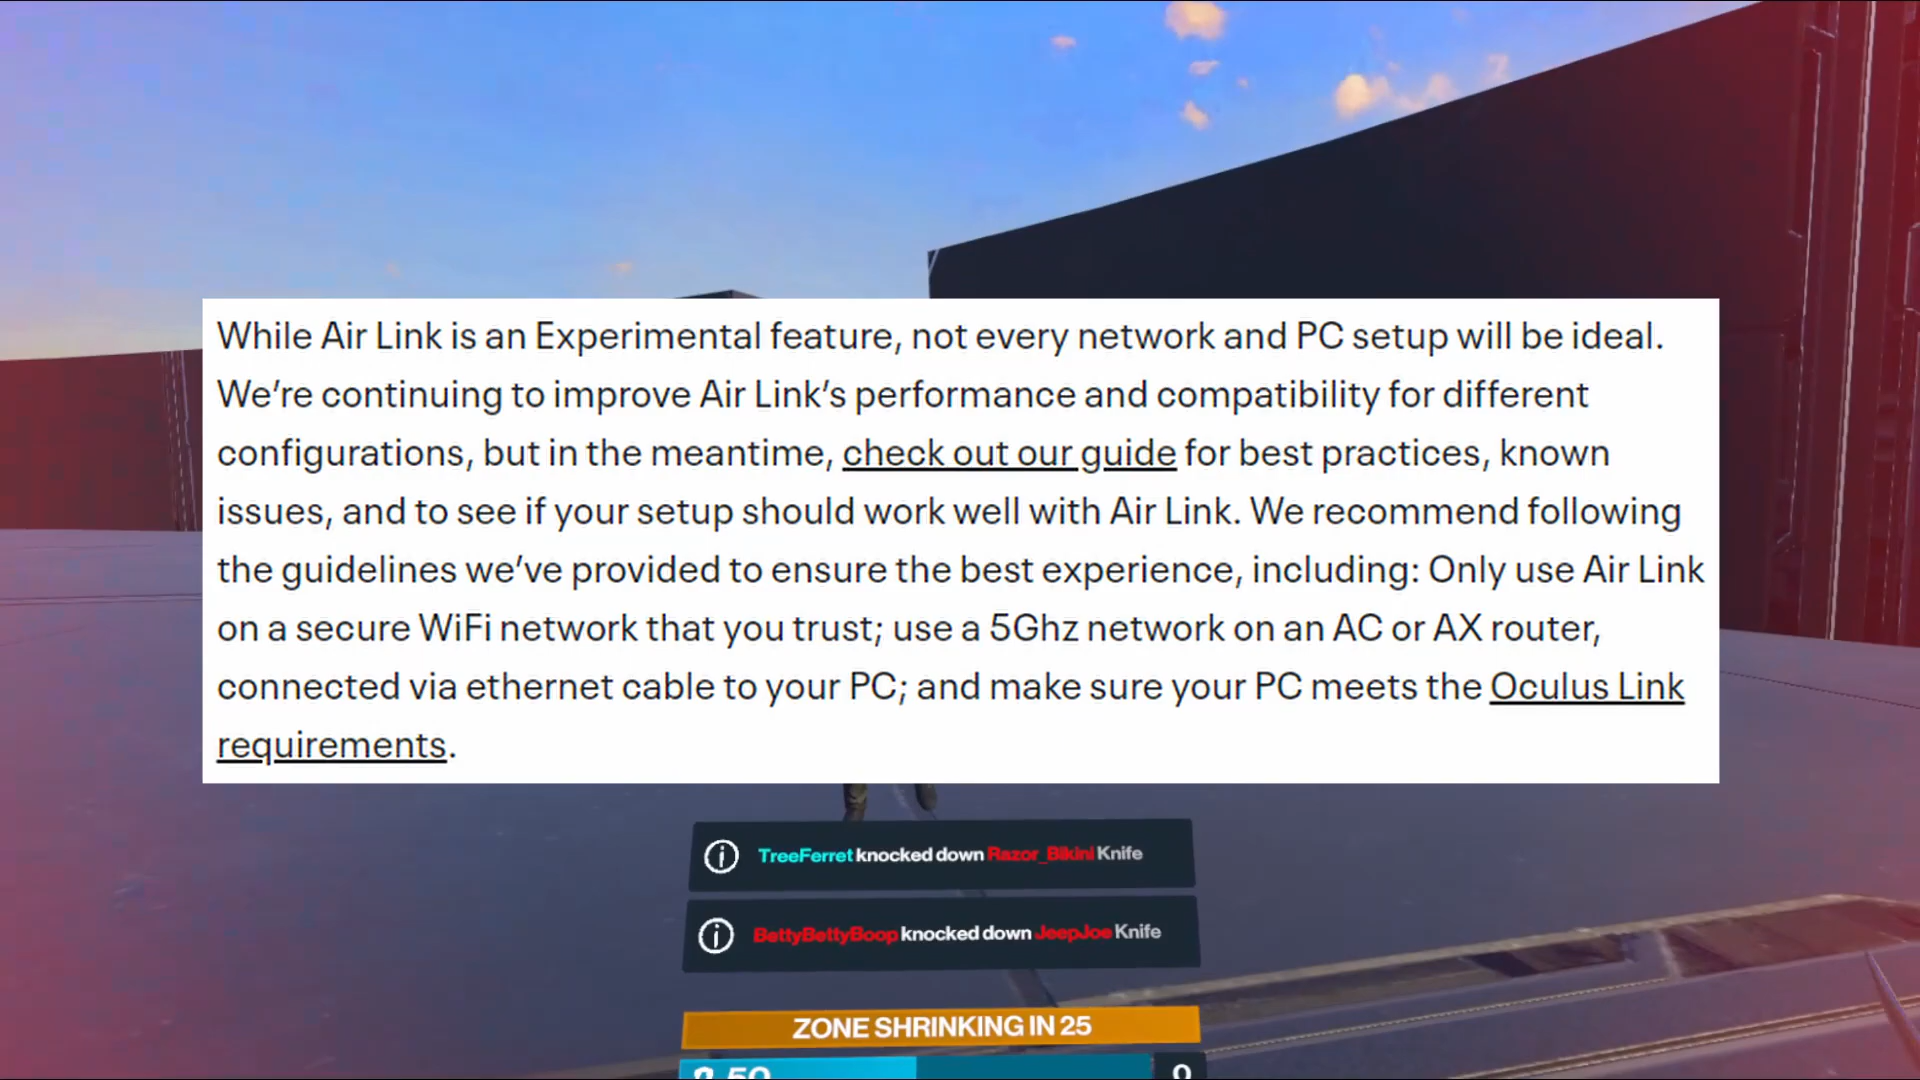 While Air Link is an Experimental feature, not every network and PC setup will be ideal.
We're continuing to improve Air Link's performance and compatibility for different
configurations, but in the meantime, check out our guide for best practices, known
issues, and to see if your setup should work well with Air Link. We recommend following
the guidelines we've provided to ensure the best experience, including: Only use Air Link
on a secure WiFi network that you trust; use a 5Ghz network on an AC or AX router,
connected via ethernet cable to your PC; and make sure your PC meets the Oculus Link
requirements.
TreeFerret knocked down Razor_Bikini Knife
BettyBettyBoop knocked down JeepJoe Knife
ZONE SHRINKING IN 25
50 0